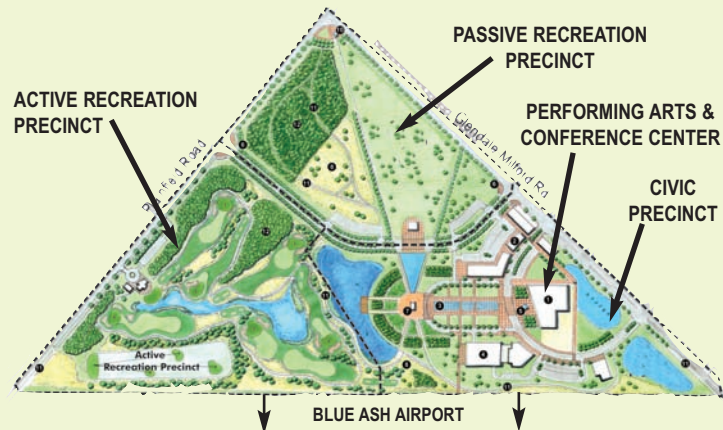 PASSIVE RECREATION
PRECINCT
ACTIVE RECREATION
PRECINCT
PERFORMING ARTS &
CONFERENCE CENTER
Glendale Milford Rd
Road
CIVIC
PRECINCT
Active
Recreation Precinct
BLUE ASH AIRPORT